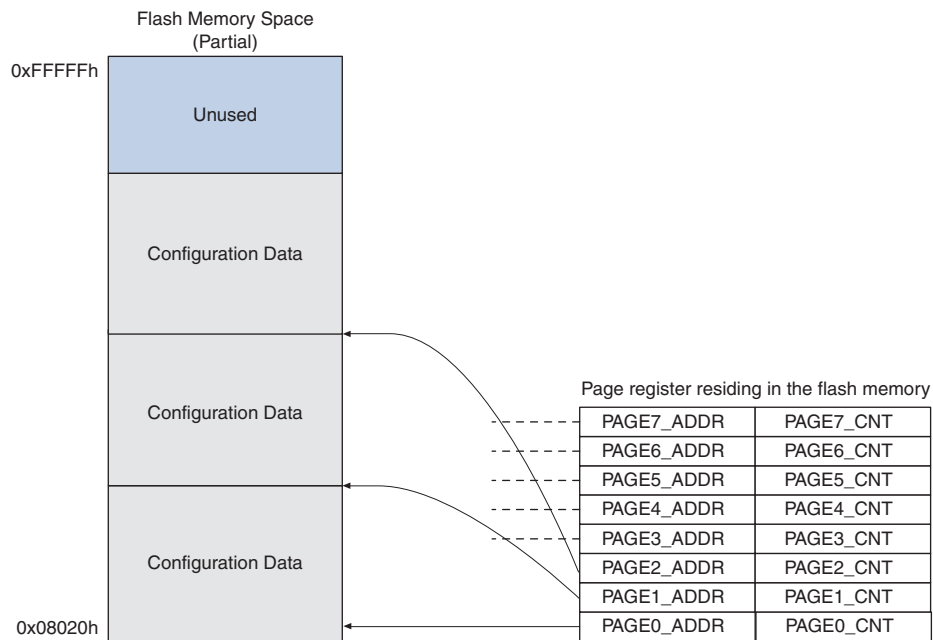 Flash Memory Space
(Partial)
0xFFFFFh
Unused
Configuration Data
Configuration Data
Configuration Data
0x08020h
Page register residing in the flash memory
PAGE7_ADDR PAGE7_CNT
PAGE6_ADDR PAGE6_CNT
PAGE5_ADDR PAGE5_CNT
PAGE4_ADDR PAGE4_CNT
PAGE3_ADDR PAGE3_CNT
PAGE2_ADDR PAGE2_CNT
PAGE1_ADDR PAGE1_CNT
PAGE0_ADDR PAGE0_CNT